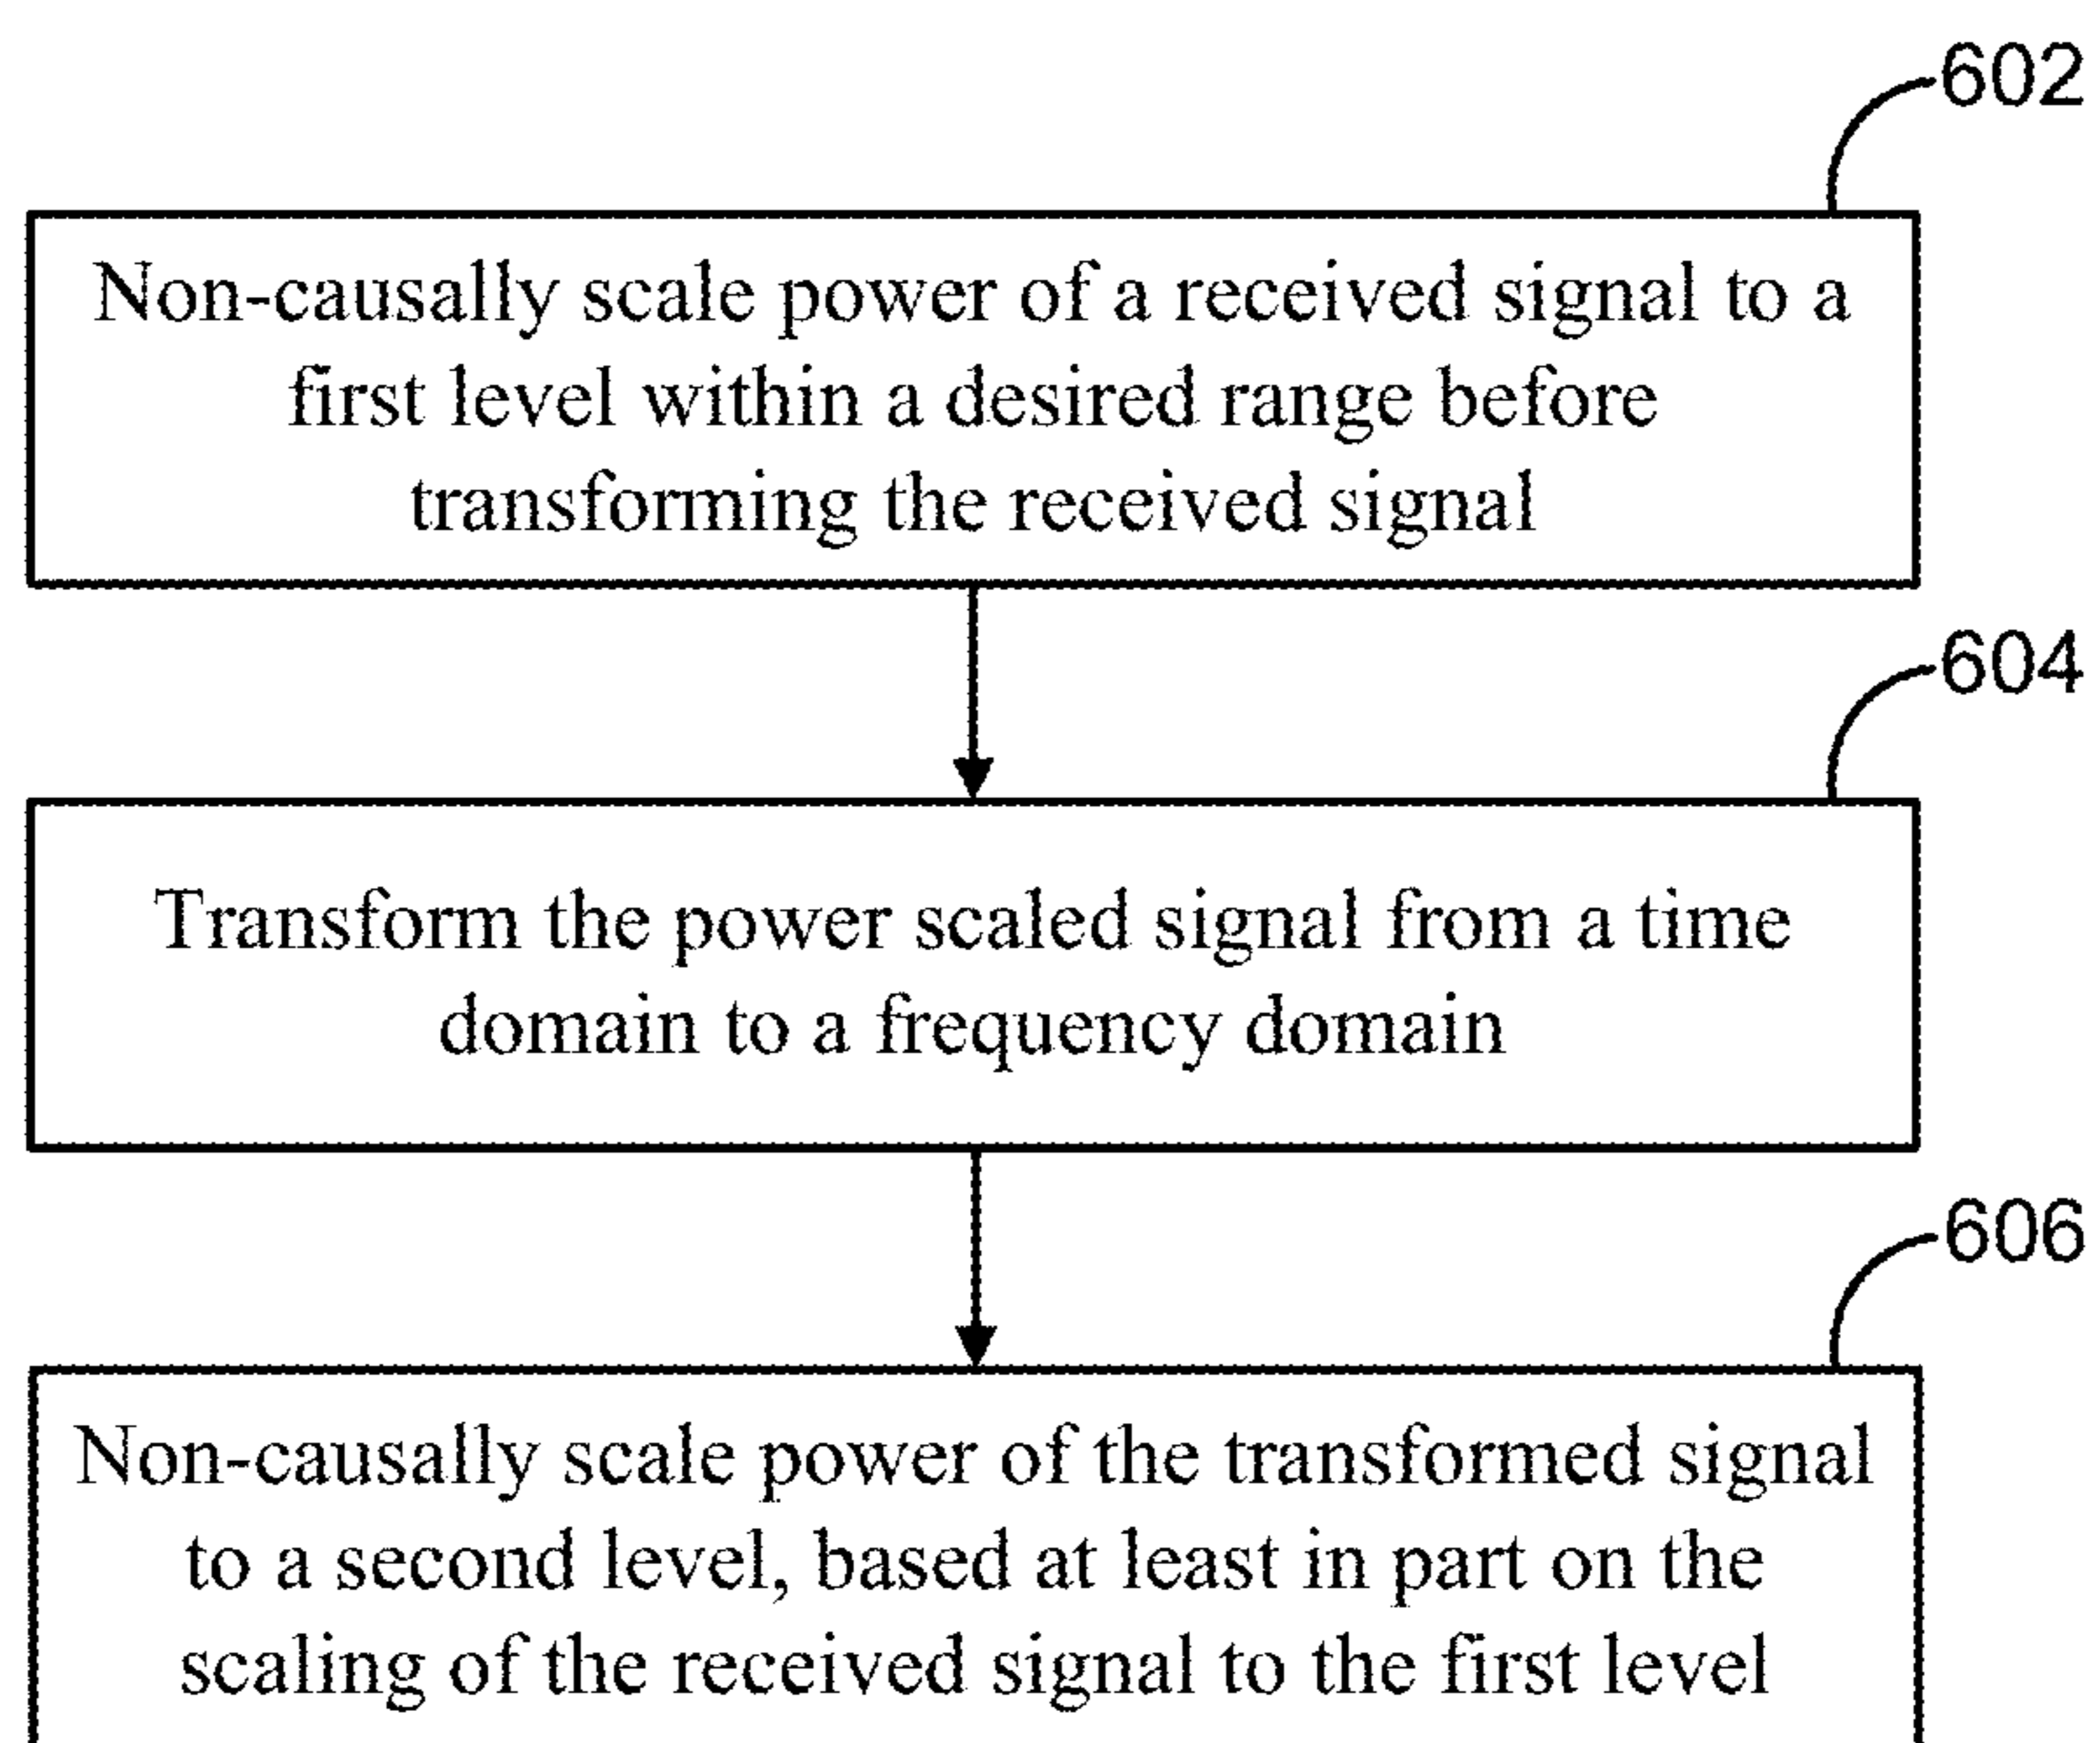 602
Non-causally scale power of a received signal to a
first level within a desired range before
transforming the received signal
604
Transform the power scaled signal from a time
domain to a frequency domain
606
Non-causally scale power of the transformed signal
to a second level, based at least in part on the
scaling of the received signal to the first level